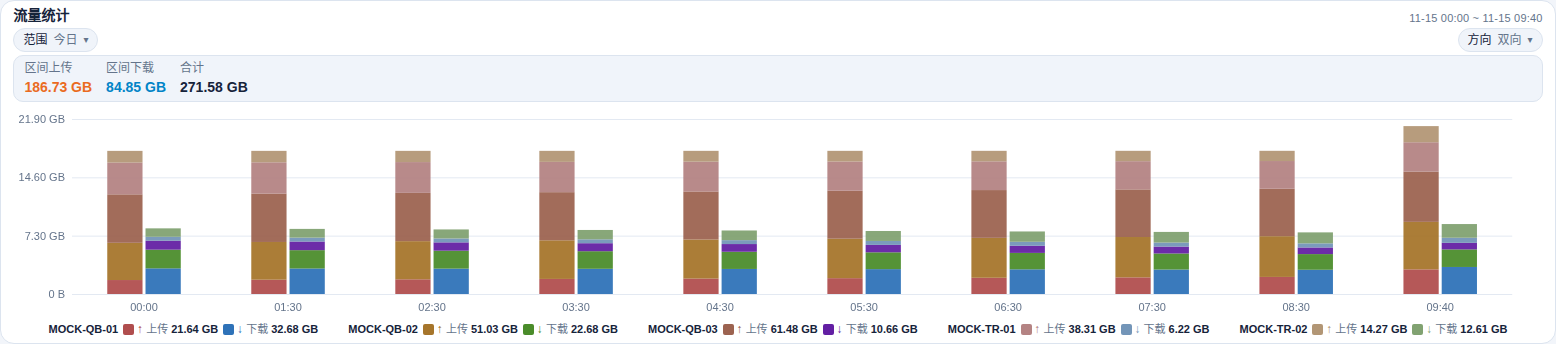 流量统计
11-15 00:00 ~ 11-15 09:40
范围 今日 ▾
方向 双向 ▾
区间上传 区间下载 合计
186.73 GB 84.85 GB 271.58 GB
21.90 GB
14.60 GB
7.30 GB
0 B
00:00 01:30 02:30 03:30 04:30 05:30 06:30 07:30 08:30 09:40
MOCK-QB-01 ↑ 上传 21.64 GB ↓ 下载 32.68 GB MOCK-QB-02 ↑ 上传 51.03 GB ↓ 下载 22.68 GB MOCK-QB-03 ↑ 上传 61.48 GB ↓ 下载 10.66 GB MOCK-TR-01 ↑ 上传 38.31 GB ↓ 下载 6.22 GB MOCK-TR-02 ↑ 上传 14.27 GB ↓ 下载 12.61 GB